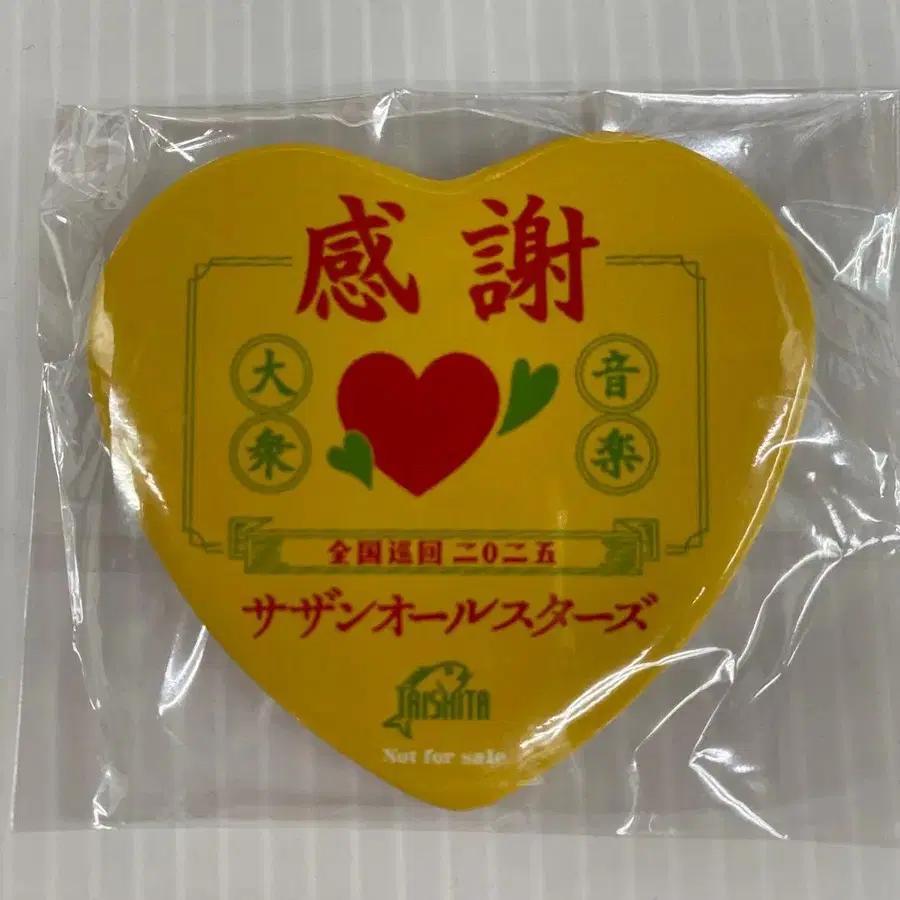 感謝
大衆
音楽
全国巡回 二〇二五
サザンオールスターズ
TAISHITA
Not for sale